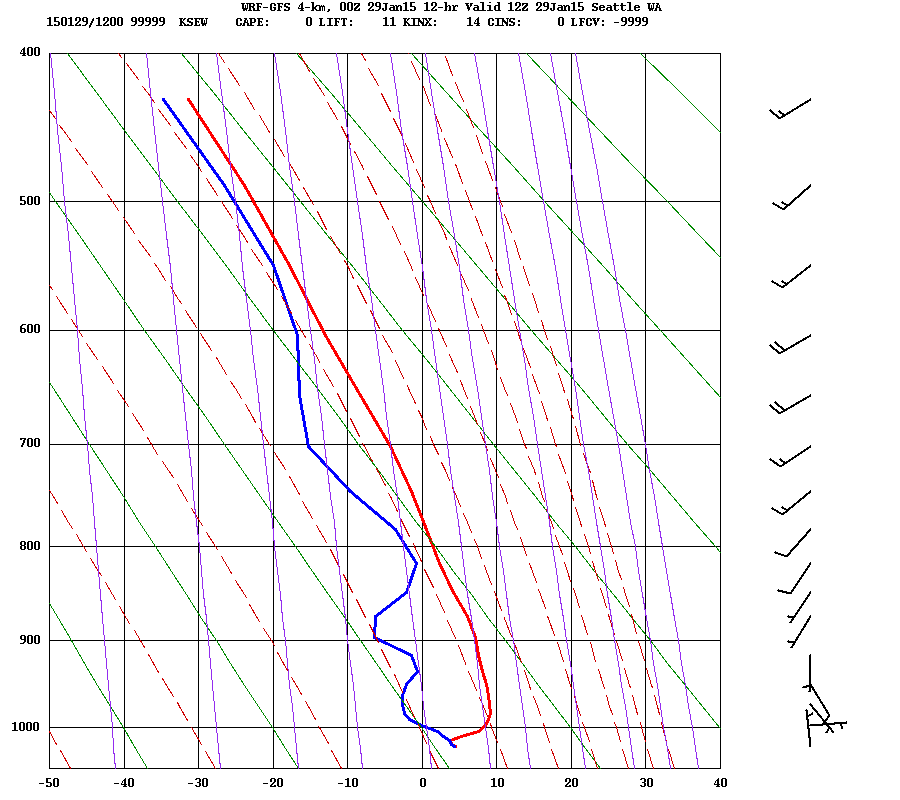 WRF-GFS 4-km, 00Z 29Jan15 12-hr Valid 12Z 29Jan15 Seattle WA
150129/1200 99999 KSEW CAPE: 0 LIFT: 11 KINX: 14 CINS: 0 LFCV: -9999
400
500
600
700
800
900
1000
-50 -40 -30 -20 -10 0 10 20 30 40